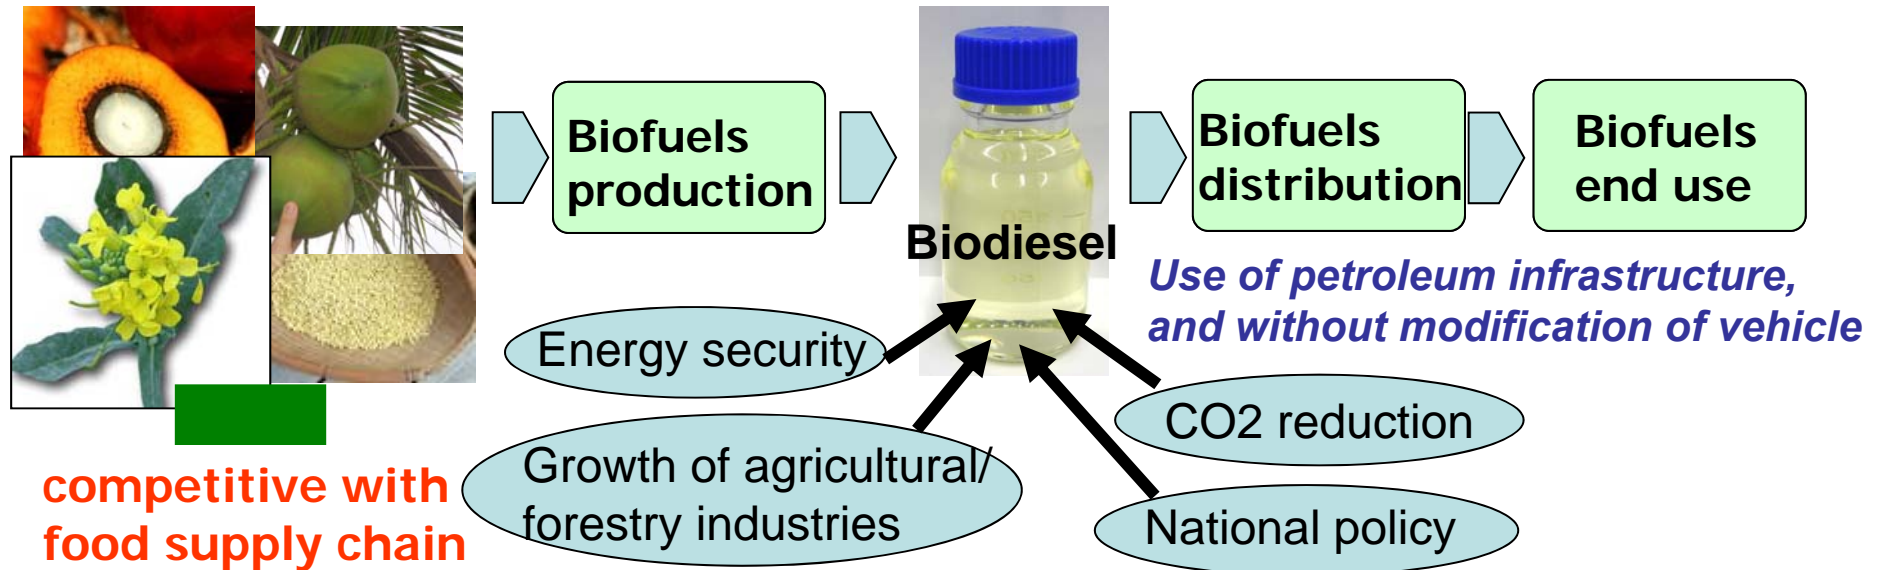 Biofuels
production
Biodiesel
Biofuels
distribution
Biofuels
end use
Use of petroleum infrastructure,
and without modification of vehicle
Energy security
Growth of agricultural/
forestry industries
CO2 reduction
National policy
competitive with
food supply chain